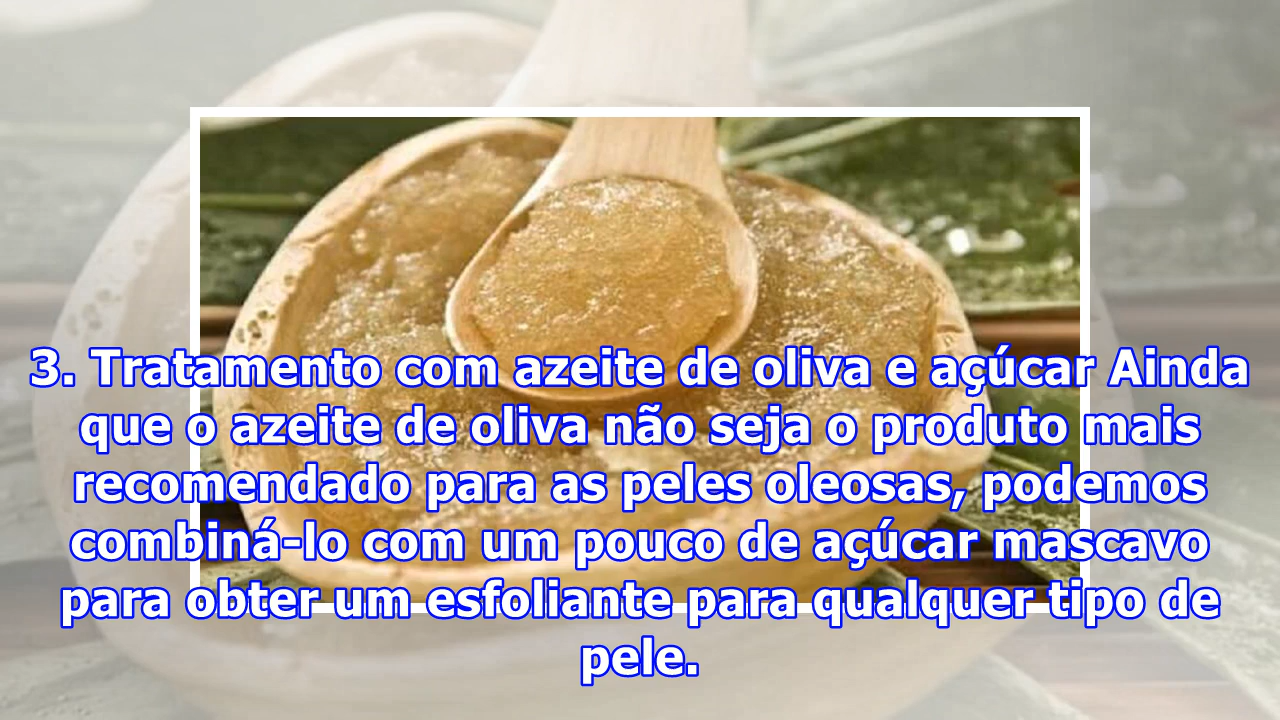 3. Tratamento com azeite de oliva e açúcar Ainda
que o azeite de oliva não seja o produto mais
recomendado para as peles oleosas, podemos
combiná-lo com um pouco de açúcar mascavo
para obter um esfoliante para qualquer tipo de
pele.